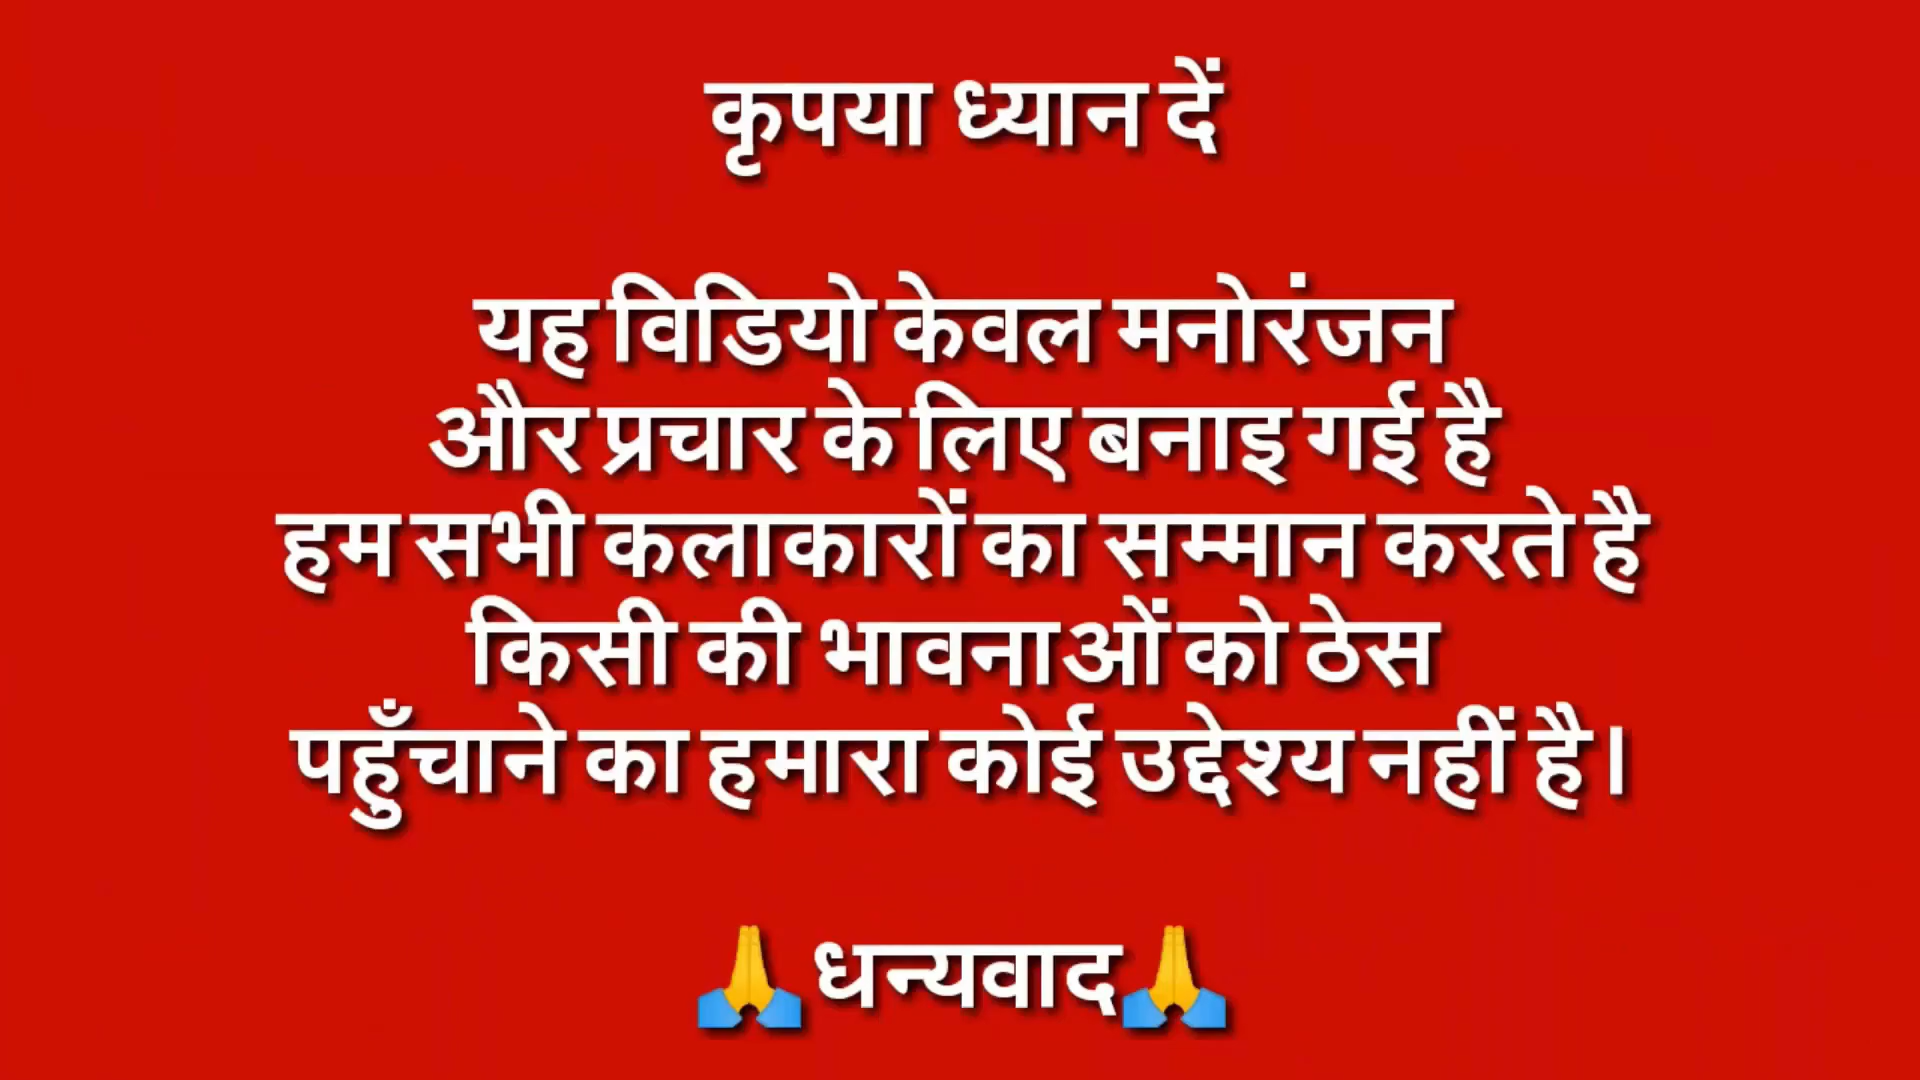 कृपया ध्यान दें
यह विडियो केवल मनोरंजन
और प्रचार के लिए बनाइ गई है
हम सभी कलाकारों का सम्मान करते है
किसी की भावनाओं को ठेस
पहुँचाने का हमारा कोई उद्देश्य नहीं है।
🙏धन्यवाद🙏